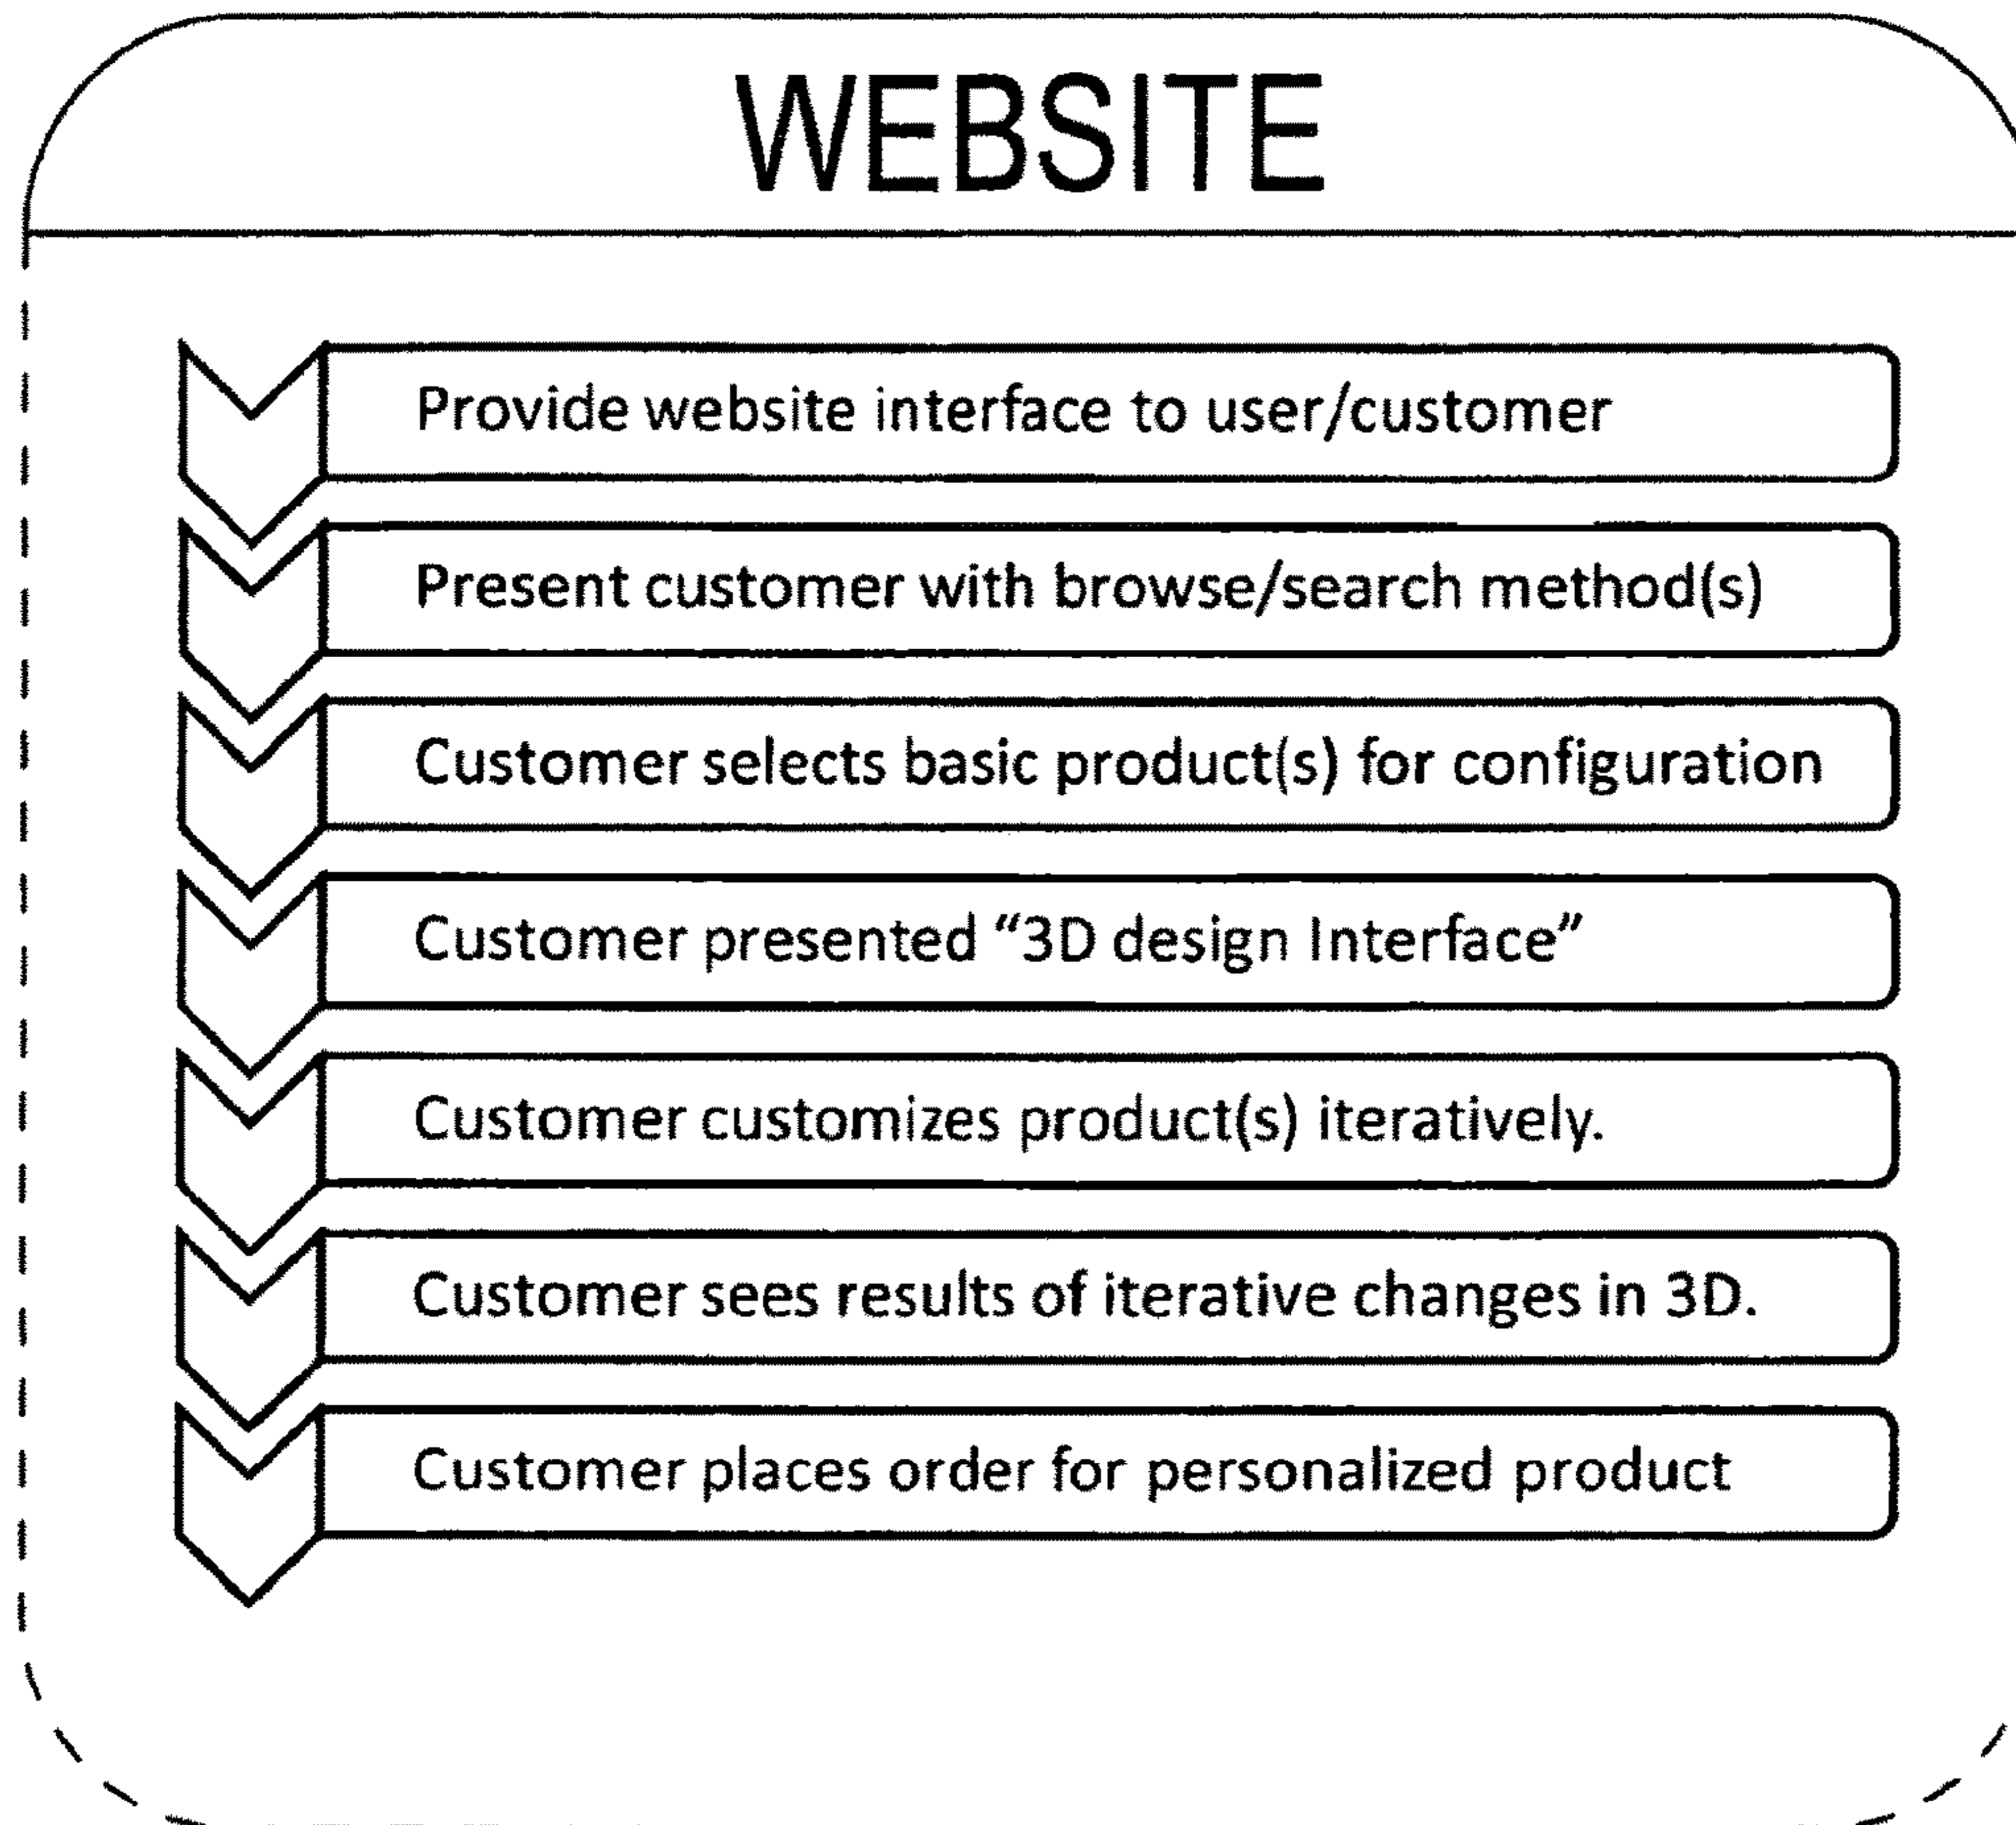 WEBSITE
Provide website interface to user/customer
Present customer with browse/search method(s)
Customer selects basic product(s) for configuration
Customer presented “3D design Interface”
Customer customizes product(s) iteratively.
Customer sees results of iterative changes in 3D.
Customer places order for personalized product